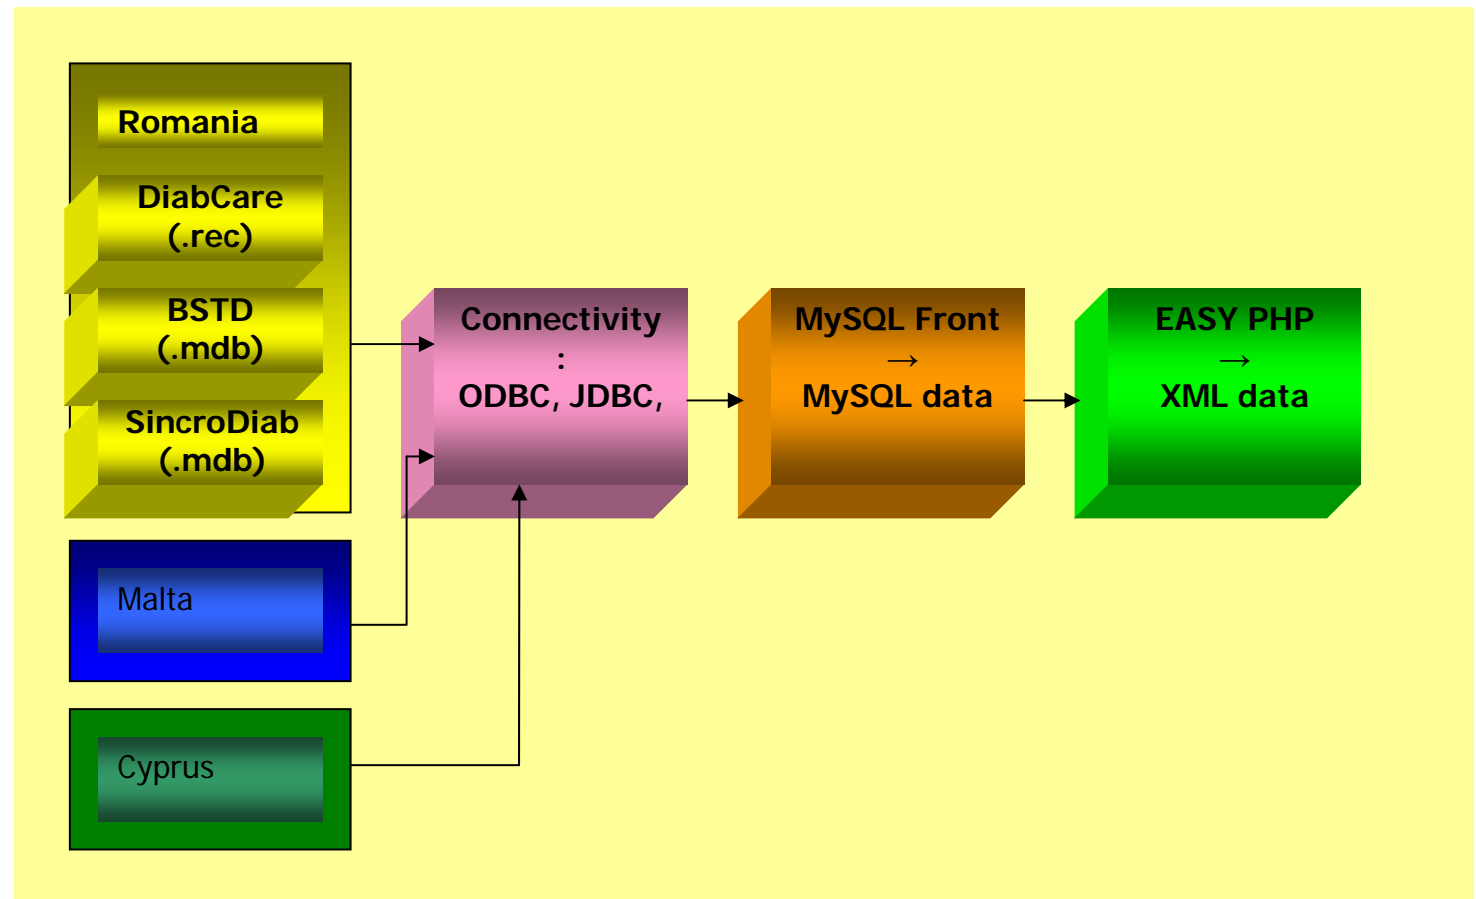 Romania
DiabCare
(.rec)
BSTD
(.mdb)
SincroDiab
(.mdb)
Malta
Cyprus
Connectivity
:
ODBC, JDBC,
MySQL Front
→
MySQL data
EASY PHP
→
XML data